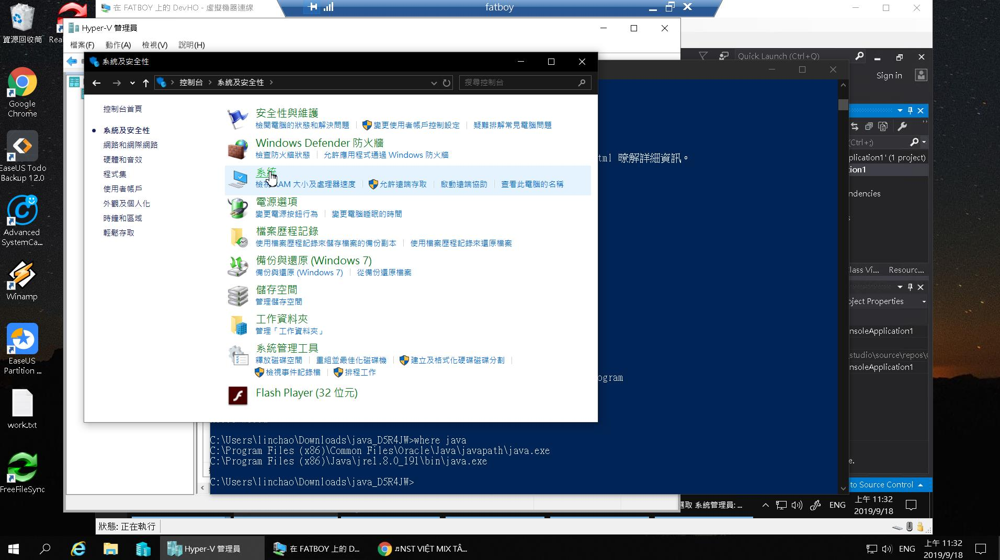 在 FATBOY 上的 DevHO - 虛擬機器連線
fatboy
Hyper-V 管理員
檔案(F) 動作(A) 檢視(V) 說明(H)
系統及安全性
控制台 系統及安全性
搜尋控制台
控制台首頁
系統及安全性
網路和網際網路
硬體和音效
程式集
使用者帳戶
外觀及個人化
時鐘和區域
輕鬆存取
安全性與維護
檢閱電腦的狀態和解決問題 變更使用者帳戶控制設定 疑難排解常見電腦問題
Windows Defender 防火牆
檢查防火牆狀態 允許應用程式通過 Windows 防火牆
系統
AM 大小及處理器速度 允許遠端存取 啟動遠端協助 查看此電腦的名稱
電源選項
變更電源按鈕行為 變更電腦睡眠的時間
檔案歷程記錄
使用檔案歷程記錄來儲存檔案的備份副本 使用檔案歷程記錄來還原檔案
備份與還原 (Windows 7)
備份與還原 (Windows 7) 從備份還原檔案
儲存空間
管理儲存空間
工作資料夾
管理「工作資料夾」
系統管理工具
釋放磁碟空間 重組並最佳化磁碟機 建立及格式化硬碟磁碟分割
檢視事件記錄檔 排程工作
Flash Player (32 位元)
Quick Launch (Ctrl+Q)
Sign in
(Ctrl+;)
plication1' (1 project)
tion1
ndencies
lass Vi... Resourc...
oject Properties
nsoleApplication1
_studio\source\repos\
nsoleApplication1
e.
to Source Control
tml 瞭解詳細資訊。
ogram
C:\Users\linchao\Downloads\java_D5R4JW>where java
C:\Program Files (x86)\Common Files\Oracle\Java\javapath\java.exe
C:\Program Files (x86)\Java\jre1.8.0_191\bin\java.exe
C:\Users\linchao\Downloads\java_D5R4JW>
選取 系統管理員: ...
ENG
上午 11:32
2019/9/18
狀態: 正在執行
資源回收筒
Rea
Google
Chrome
EaseUS Todo
Backup 12.0
Advanced
SystemCa...
Winamp
EaseUS
Partition ...
work.txt
FreeFileSync
Hyper-V 管理員
在 FATBOY 上的 D...
♬NST VIỆT MIX TÂ...
ENG
上午 11:32
2019/9/18